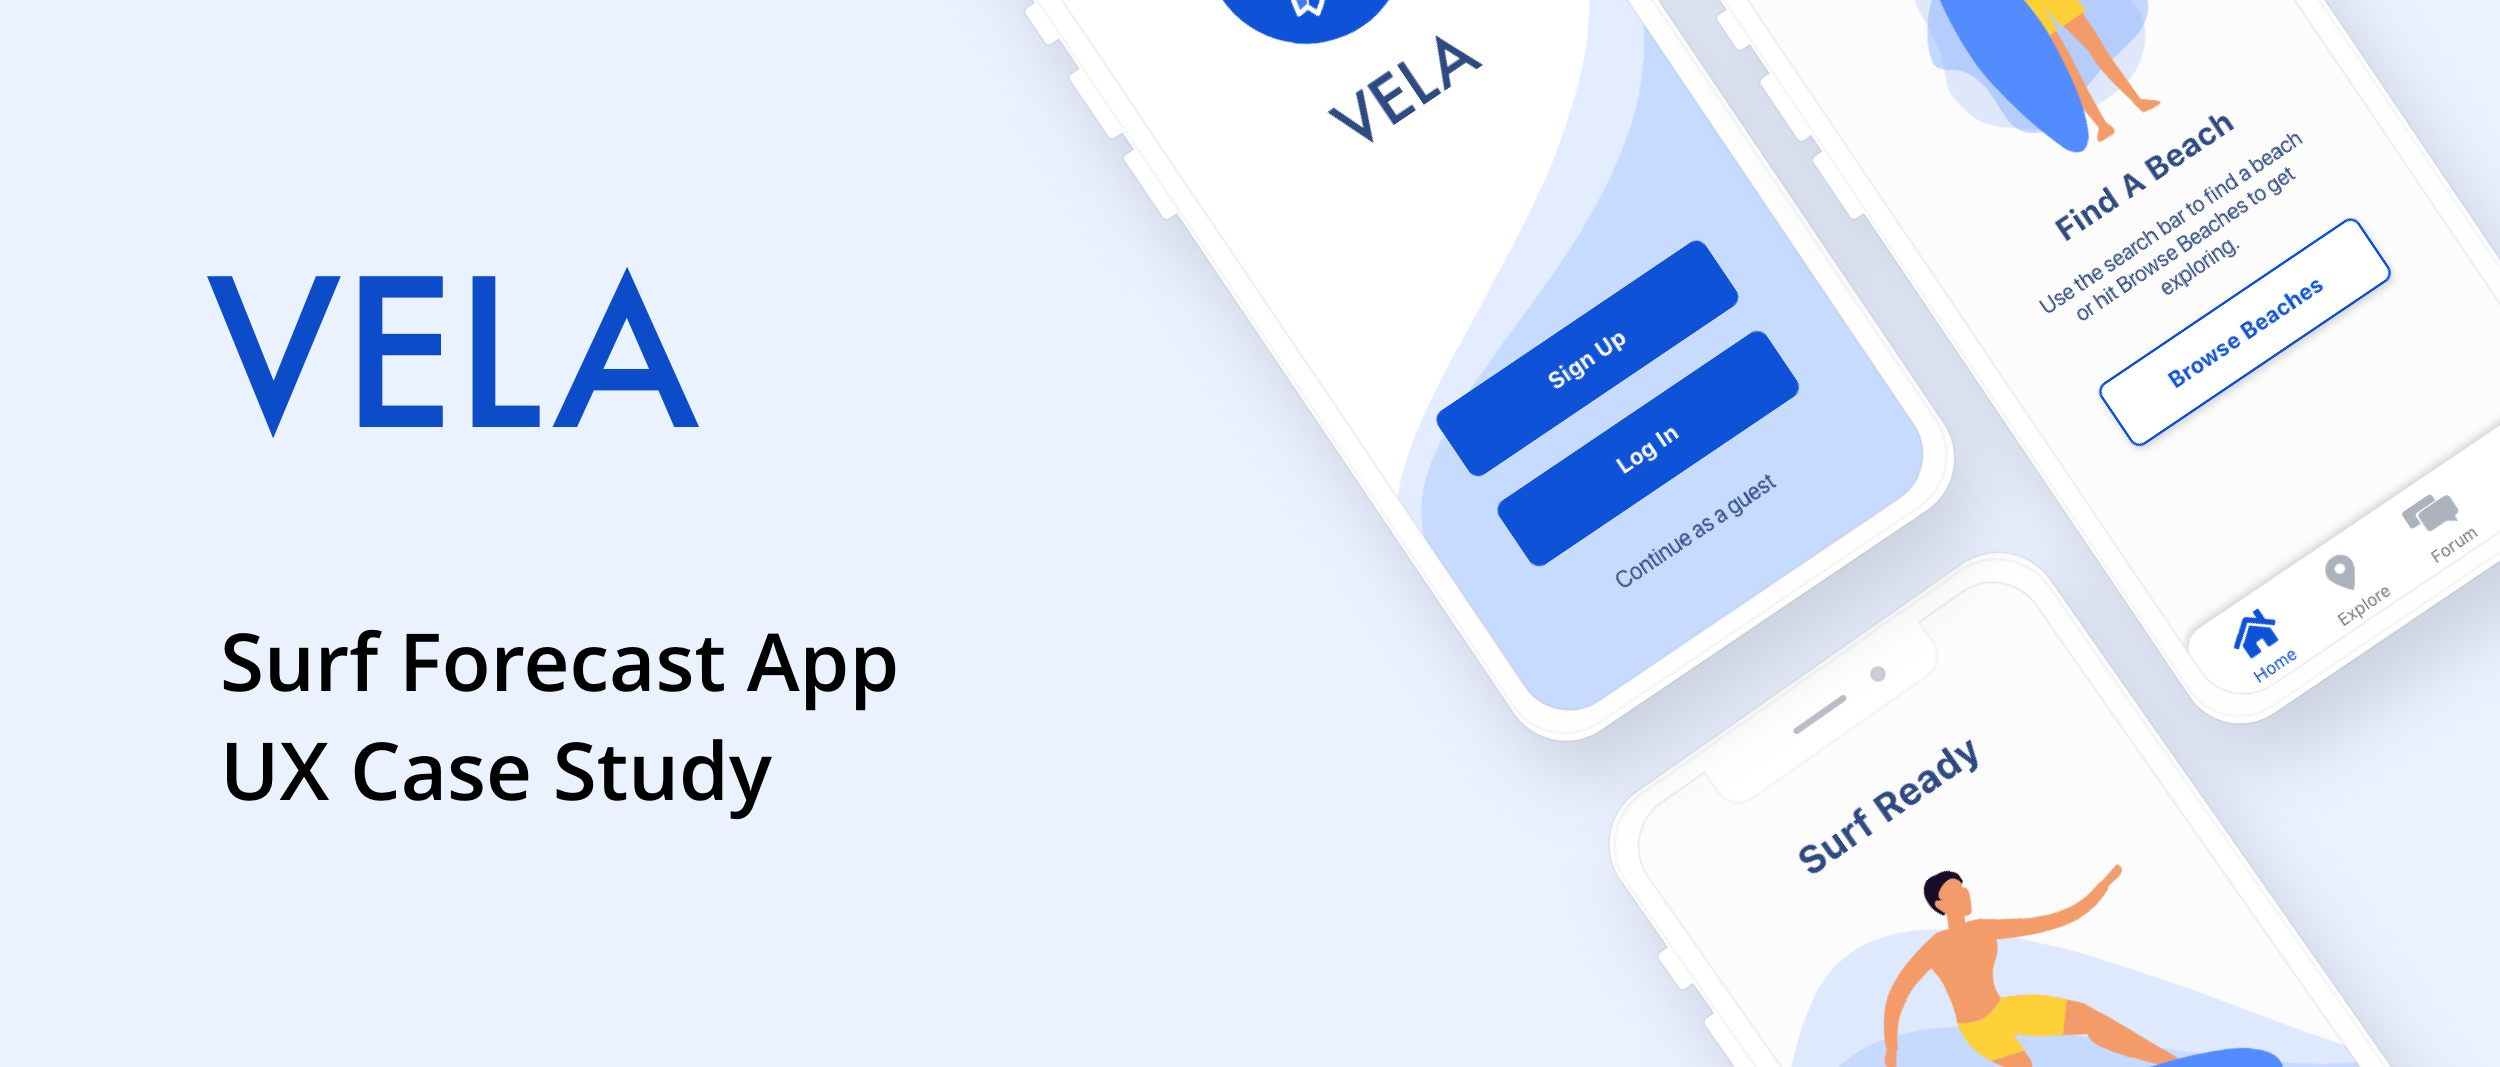 VELA
Surf Forecast App
UX Case Study
VELA
Sign Up
Log In
Continue as a guest
Find A Beach
Use the search bar to find a beach
or hit Browse Beaches to get
exploring.
Browse Beaches
Home
Explore
Forum
Surf Ready